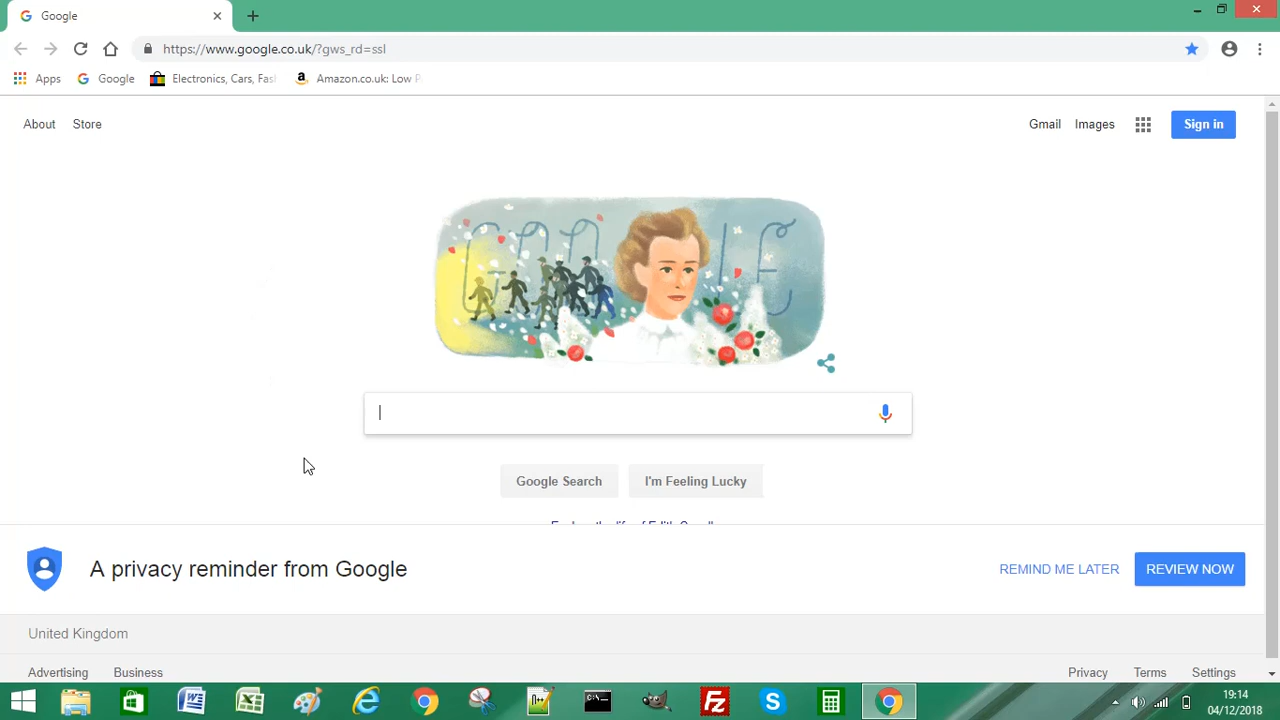 Google
https://www.google.co.uk/?gws_rd=ssl
Apps Google Electronics, Cars, Fas Amazon.co.uk: Low P
About Store Gmail Images Sign in
Google Search I'm Feeling Lucky
A privacy reminder from Google REMIND ME LATER REVIEW NOW
United Kingdom
Advertising Business Privacy Terms Settings
19:14
04/12/2018